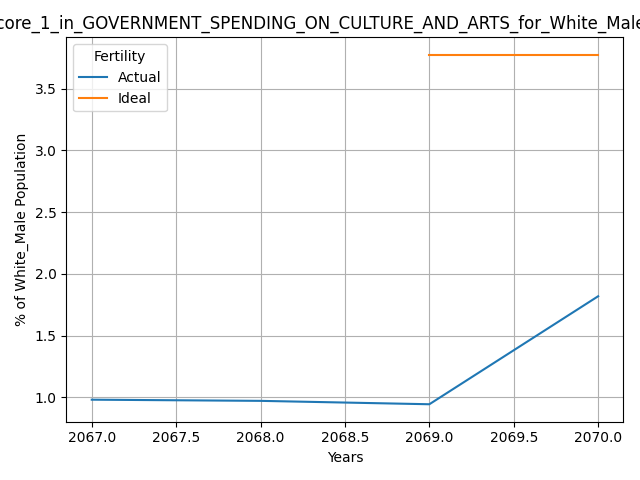 core_1_in_GOVERNMENT_SPENDING_ON_CULTURE_AND_ARTS_for_White_Male
Fertility
Actual
Ideal
% of White_Male Population
3.5
3.0
2.5
2.0
1.5
1.0
2067.0 2067.5 2068.0 2068.5 2069.0 2069.5 2070.0
Years